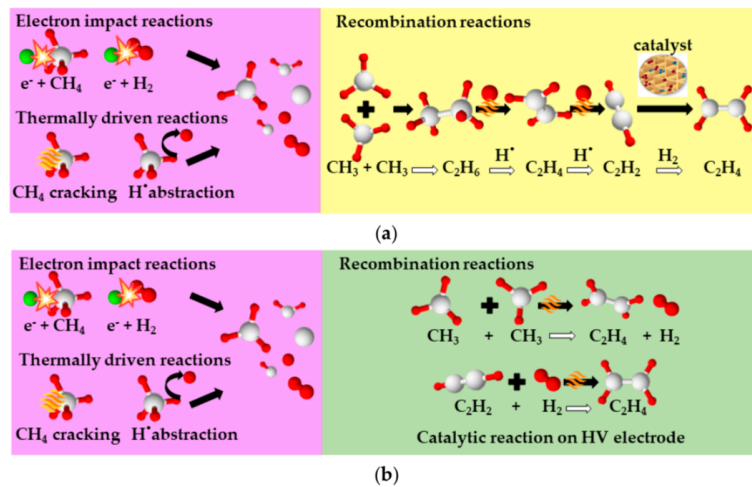 Electron impact reactions
e⁻ + CH₄ e⁻ + H₂
Thermally driven reactions
CH₄ cracking H•abstraction
Recombination reactions
catalyst
H• H• H₂
CH₃ + CH₃ ⇨ C₂H₆ ⇨ C₂H₄ ⇨ C₂H₂ ⇨ C₂H₄
(a)
Electron impact reactions
e⁻ + CH₄ e⁻ + H₂
Thermally driven reactions
CH₄ cracking H•abstraction
Recombination reactions
CH₃ + CH₃ ⇨ C₂H₄ + H₂
C₂H₂ + H₂ ⇨ C₂H₄
Catalytic reaction on HV electrode
(b)